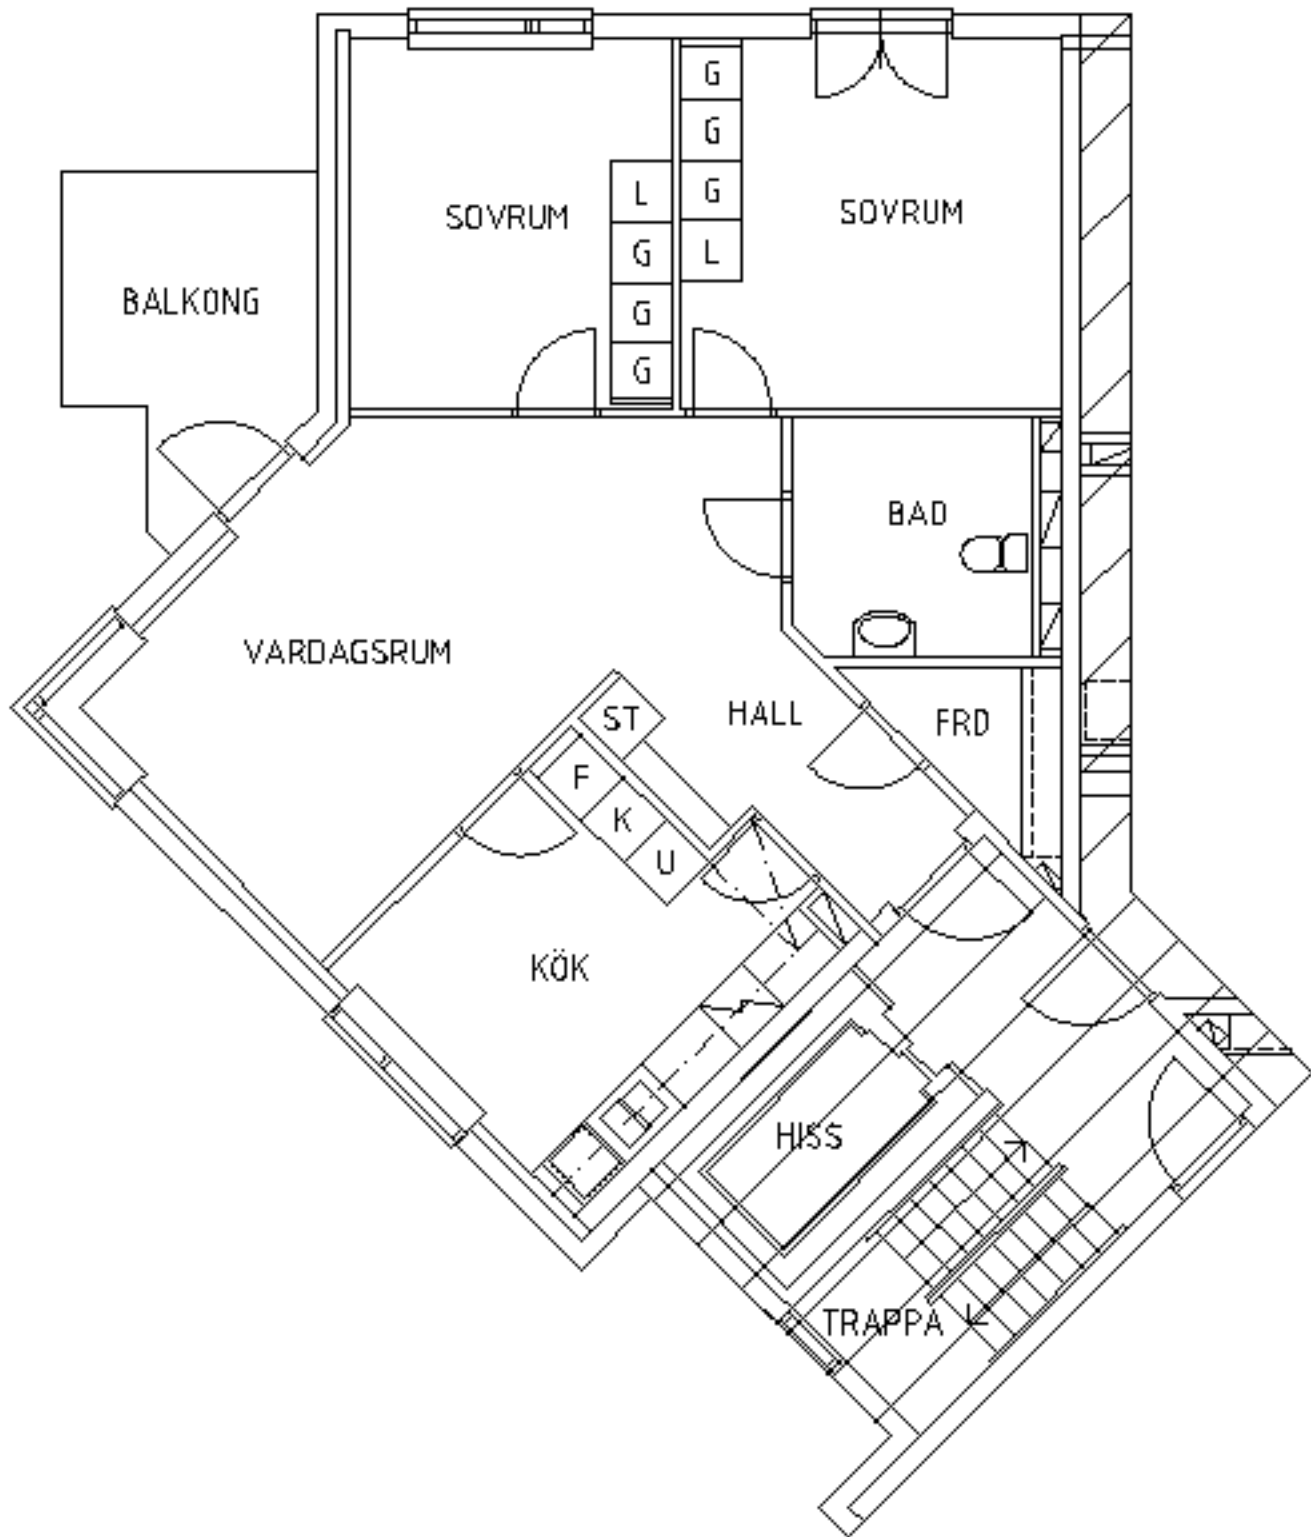 G
G
L
G
SOVRUM
SOVRUM
G
L
BALKONG
G
G
BAD
VARDAGSRUM
ST
HALL
FRD
F
K
U
KÖK
HISS
TRAPPA